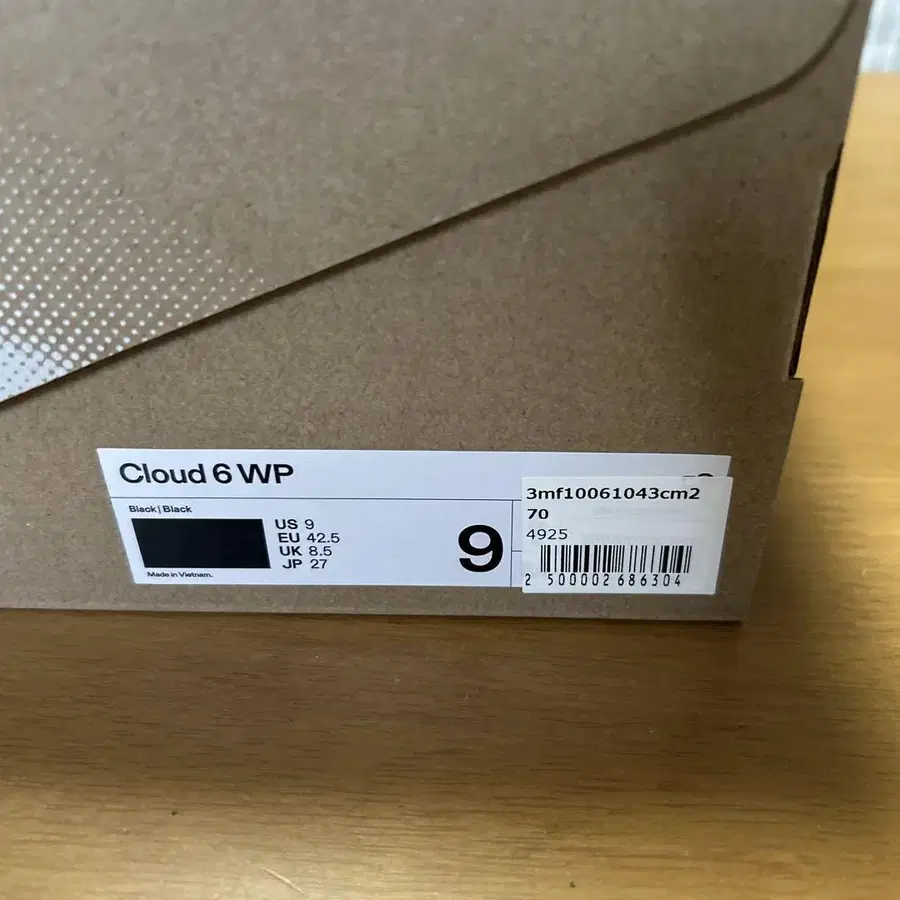 Cloud 6 WP
Black | Black
US 9
EU 42.5
UK 8.5
JP 27
Made in Vietnam.
9
3mf10061043cm2
70
4925
2 500002 686304